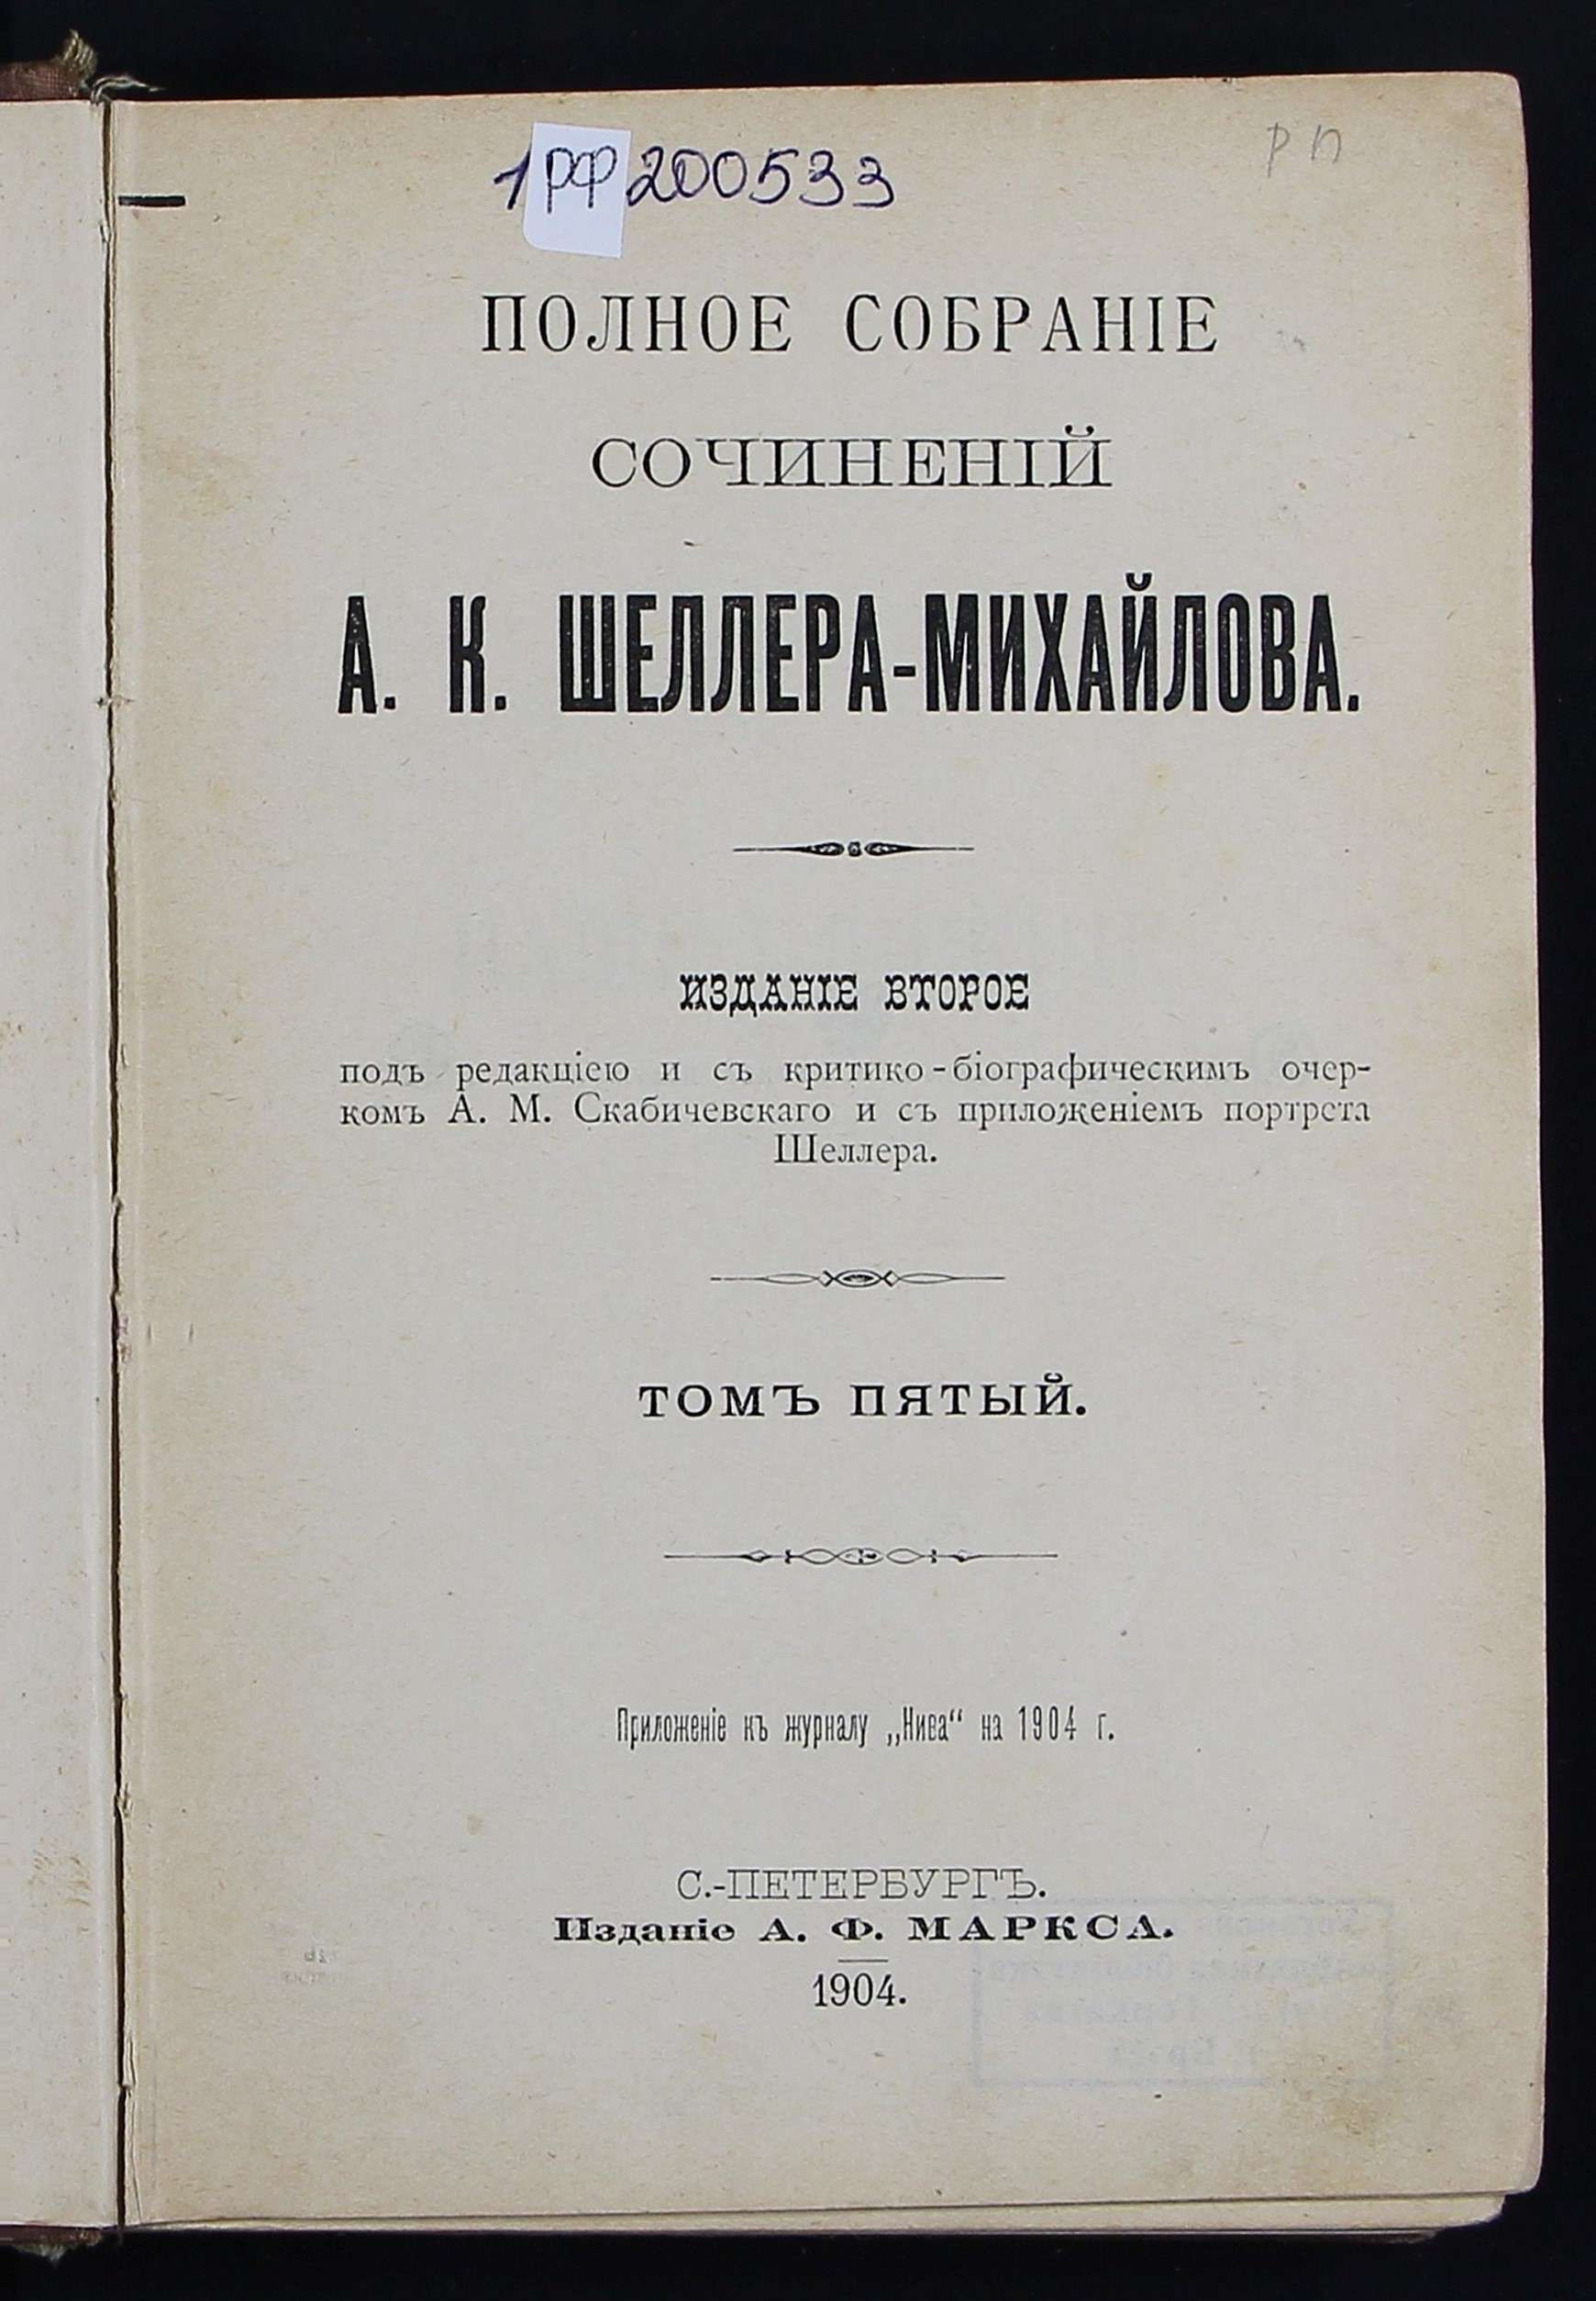 РП
1РФ200533
ПОЛНОЕ СОБРАНІЕ
СОЧИНЕНІЙ
А. К. ШЕЛЛЕРА-МИХАЙЛОВА.
ИЗДАНІЕ ВТОРОЕ
подъ редакціею и съ критико-біографическимъ очер-
комъ А. М. Скабичевскаго и съ приложеніемъ портрета
Шеллера.
ТОМЪ ПЯТЫЙ.
Приложеніе къ журналу „Нива“ на 1904 г.
С.-ПЕТЕРБУРГЪ.
Изданіе А. Ф. МАРКСА.
1904.